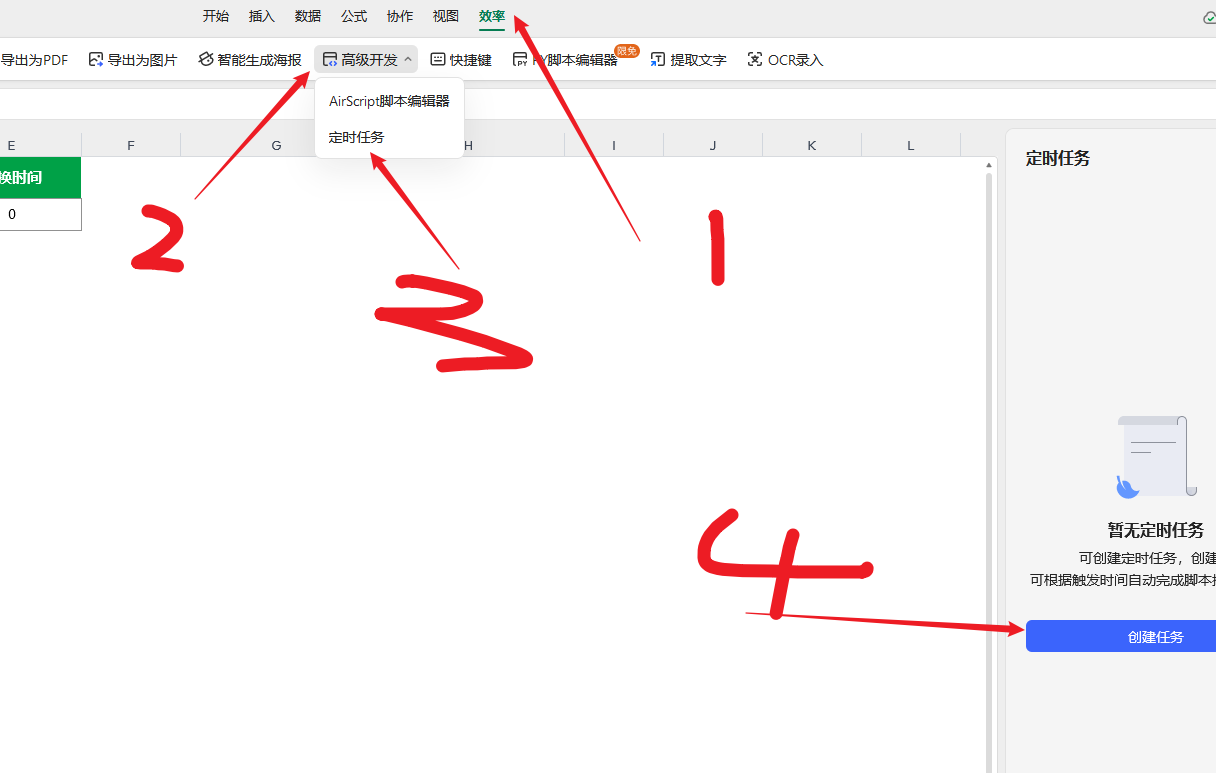 开始 插入 数据 公式 协作 视图 效率
导出为PDF 导出为图片 智能生成海报 高级开发 快捷键 PY脚本编辑器 限免 提取文字 OCR录入
AirScript脚本编辑器
定时任务
E F G H I J K L
换时间
0
定时任务
1
2
3
4
暂无定时任务
可创建定时任务，创建
可根据触发时间自动完成脚本
创建任务